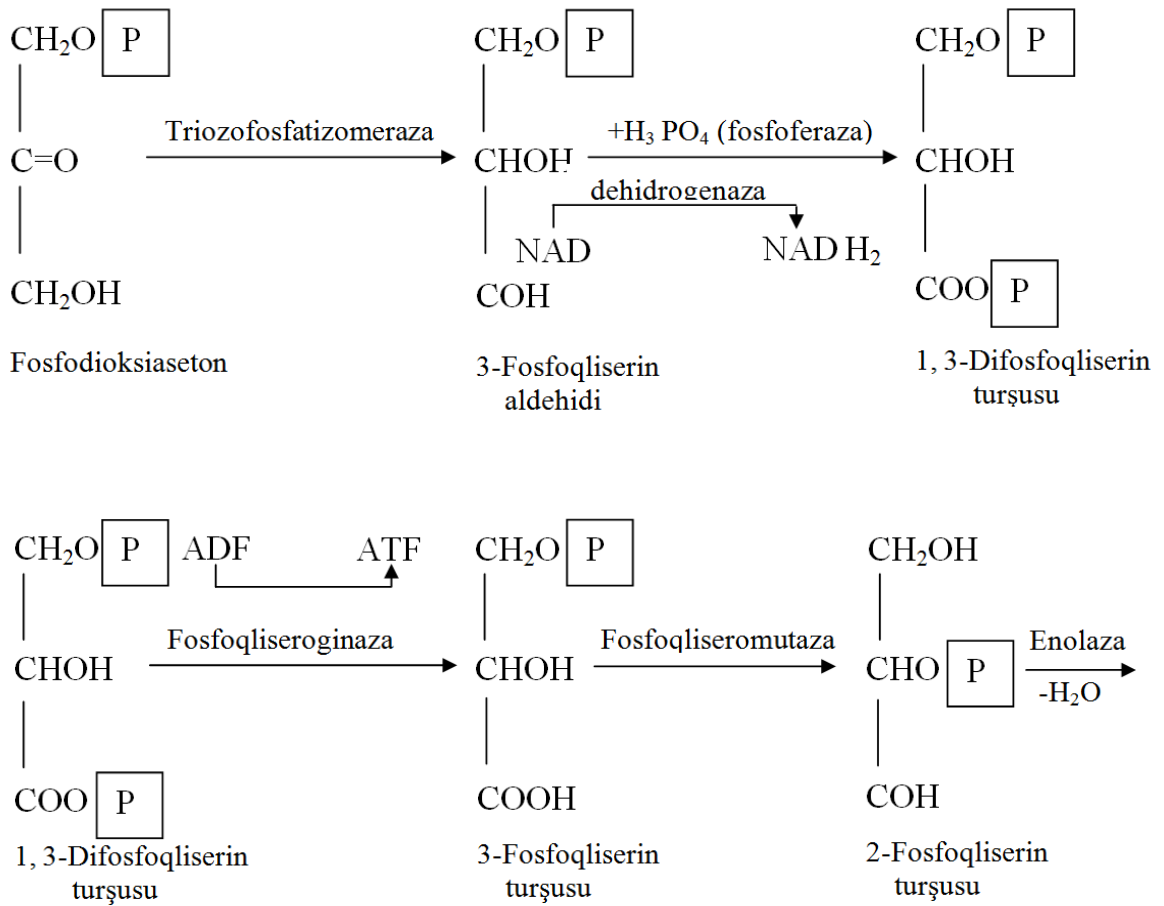 CH₂O P
C=O
CH₂OH
Fosfodioksiaseton
Triozofosfatizomeraza
CH₂O P
CHOH
COH
3-Fosfoqliserin
aldehidi
+H₃ PO₄ (fosfoferaza)
dehidrogenaza
NAD NAD H₂
CH₂O P
CHOH
COO P
1, 3-Difosfoqliserin
turşusu
CH₂O P
CHOH
COO P
1, 3-Difosfoqliserin
turşusu
ADF ATF
Fosfoqliseroginaza
CH₂O P
CHOH
COOH
3-Fosfoqliserin
turşusu
Fosfoqliseromutaza
CH₂OH
CHO P
COH
2-Fosfoqliserin
turşusu
Enolaza
-H₂O